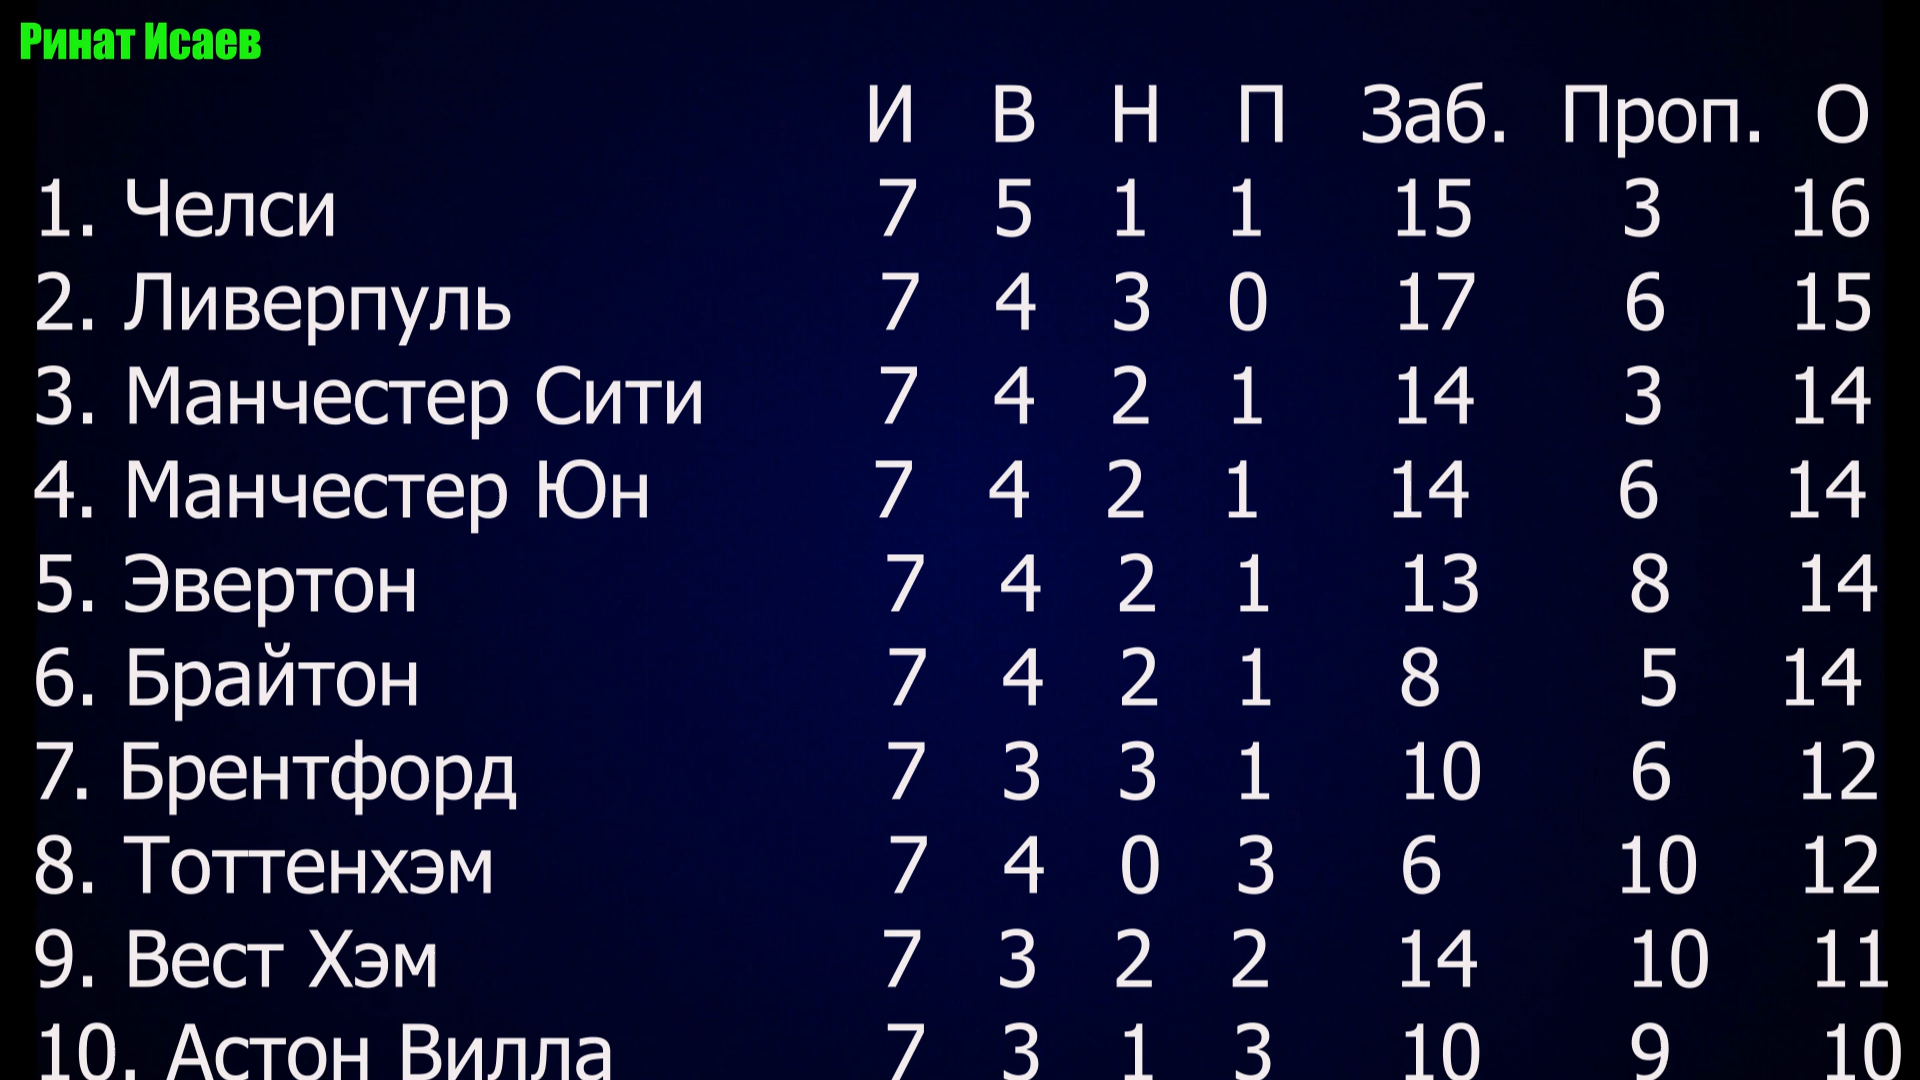 Ринат Исаев
И В Н П Заб. Проп. О
1. Челси 7 5 1 1 15 3 16
2. Ливерпуль 7 4 3 0 17 6 15
3. Манчестер Сити 7 4 2 1 14 3 14
4. Манчестер Юн 7 4 2 1 14 6 14
5. Эвертон 7 4 2 1 13 8 14
6. Брайтон 7 4 2 1 8 5 14
7. Брентфорд 7 3 3 1 10 6 12
8. Тоттенхэм 7 4 0 3 6 10 12
9. Вест Хэм 7 3 2 2 14 10 11
10. Астон Вилла 7 3 1 3 10 9 10